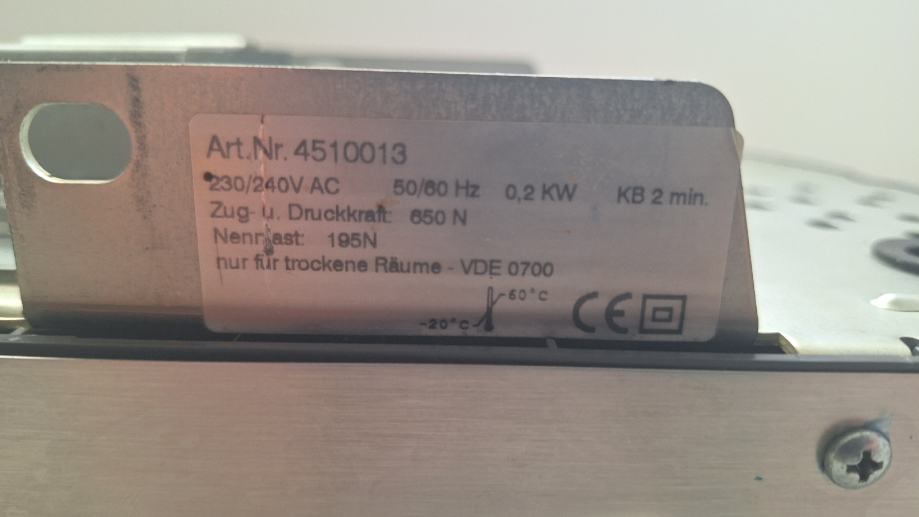 Art.Nr. 4510013
230/240V AC 50/60 Hz 0,2 KW KB 2 min.
Zug- u. Druckkraft: 650 N
Nennlast: 195N
nur für trockene Räume - VDE 0700
-60°C
-20°C
CE